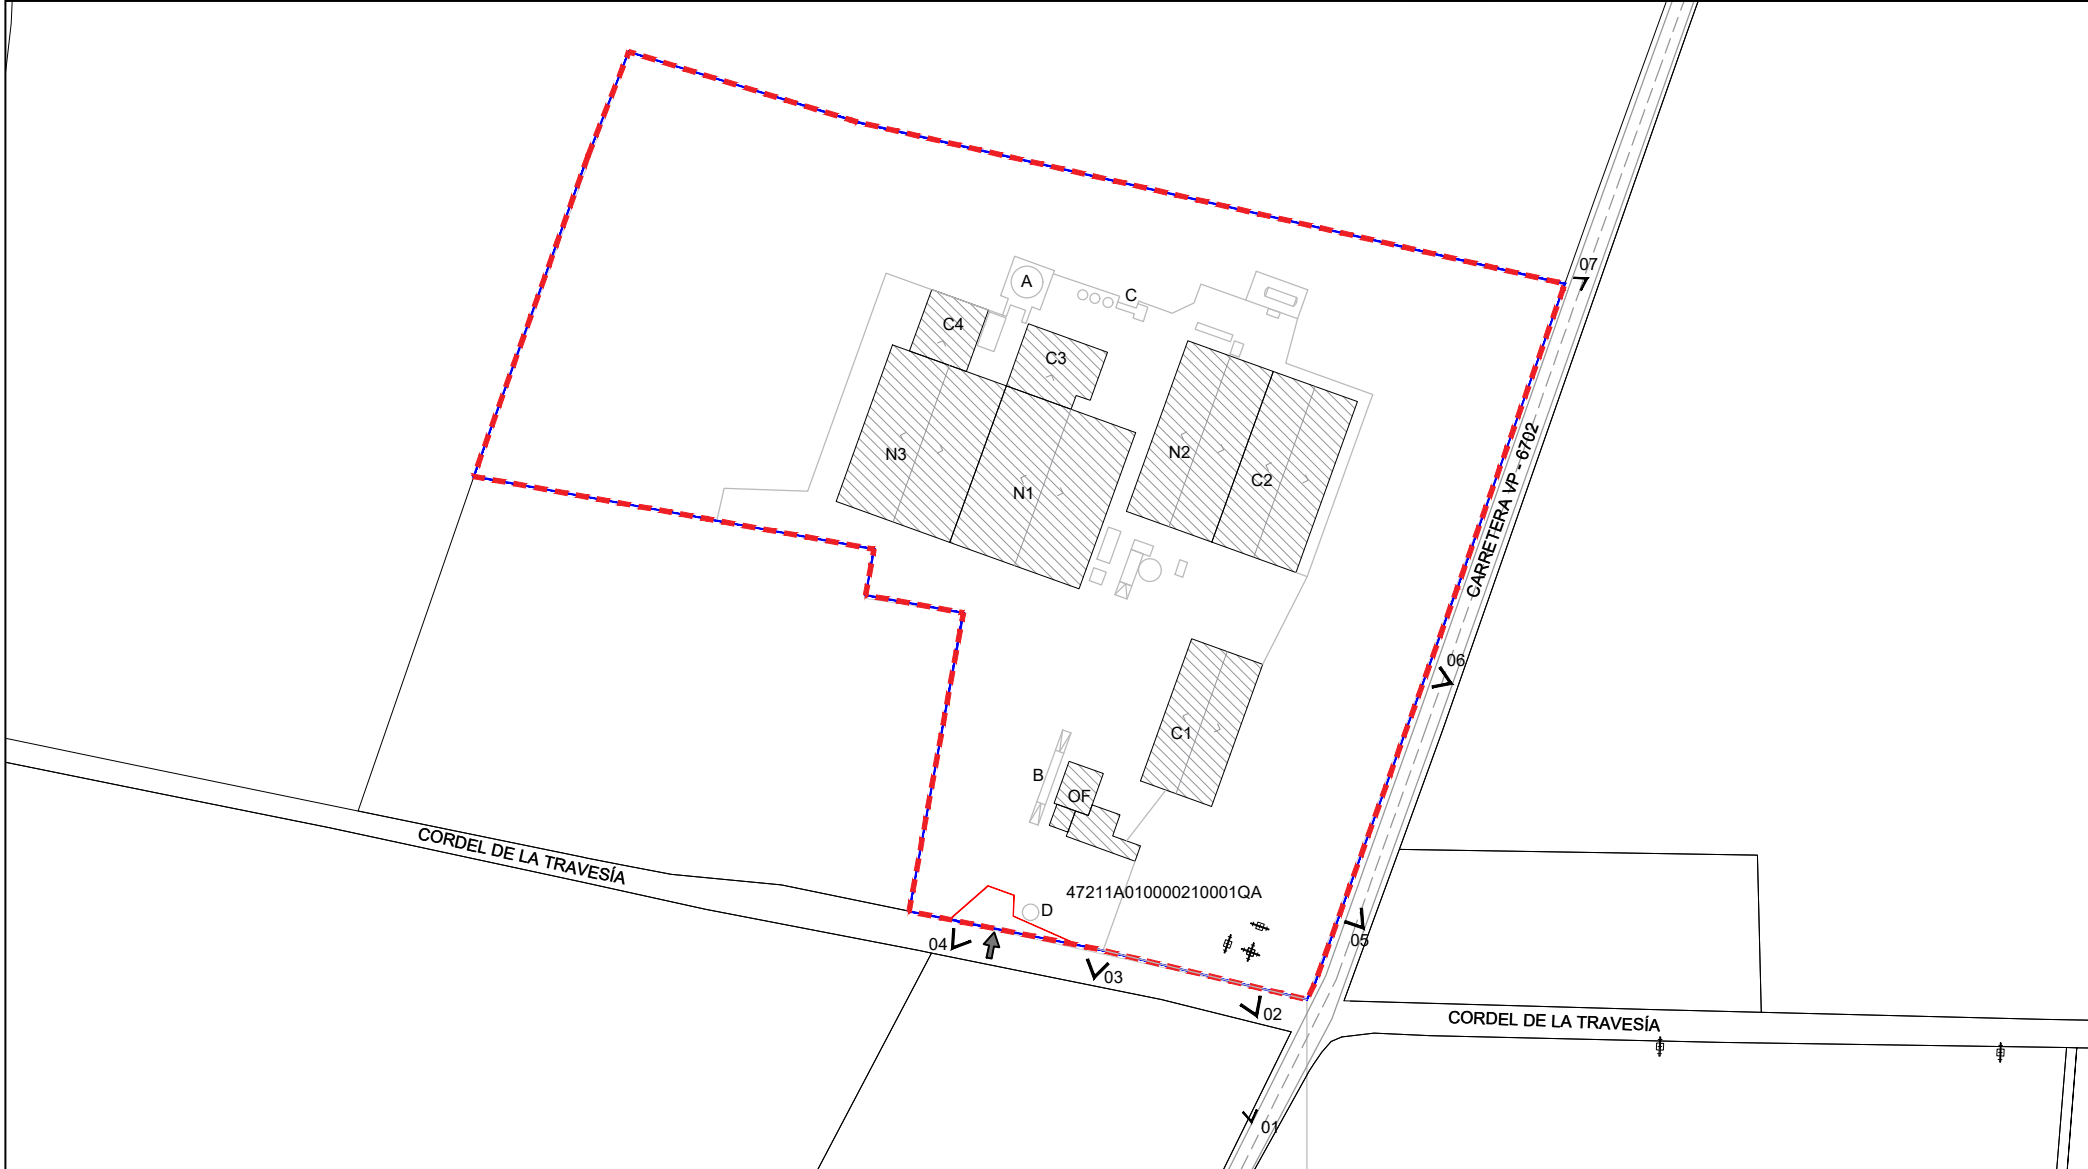 07
A
C
C4
C3
CARRETERA VP - 6702
N3
N2
C2
N1
06
C1
B
OF
CORDEL DE LA TRAVESÍA
47211A010000210001QA
D
04
05
03
02
CORDEL DE LA TRAVESÍA
01